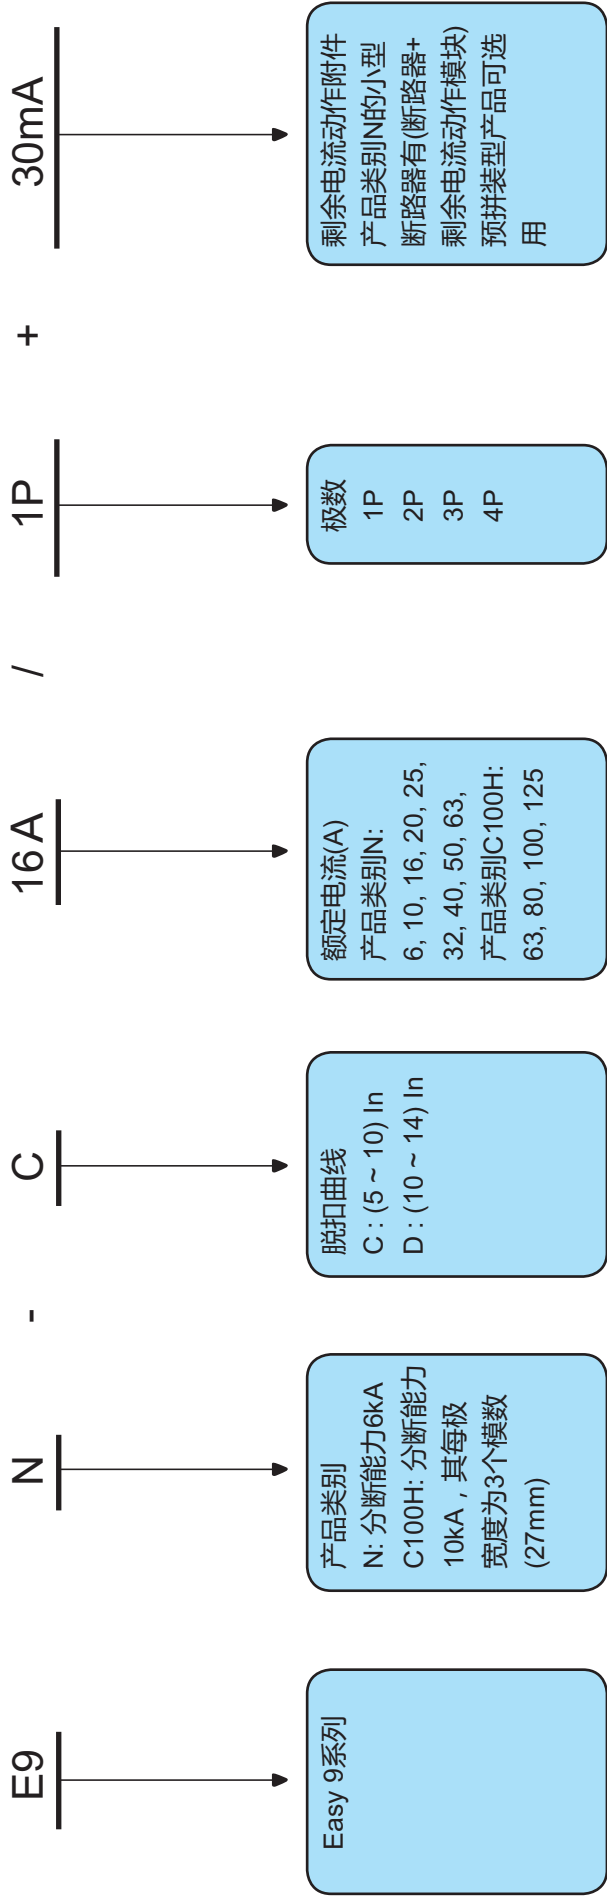 E9 N - C 16 A / 1P + 30mA
Easy 9系列
产品类别
N: 分断能力6kA
C100H: 分断能力
10kA，其每极
宽度为3个模数
(27mm)
脱扣曲线
C : (5 ~ 10) In
D : (10 ~ 14) In
额定电流(A)
产品类别N:
6, 10, 16, 20, 25,
32, 40, 50, 63,
产品类别C100H:
63, 80, 100, 125
极数
1P
2P
3P
4P
剩余电流动作附件
产品类别N的小型
断路器有(断路器+
剩余电流动作模块)
预拼装型产品可选
用